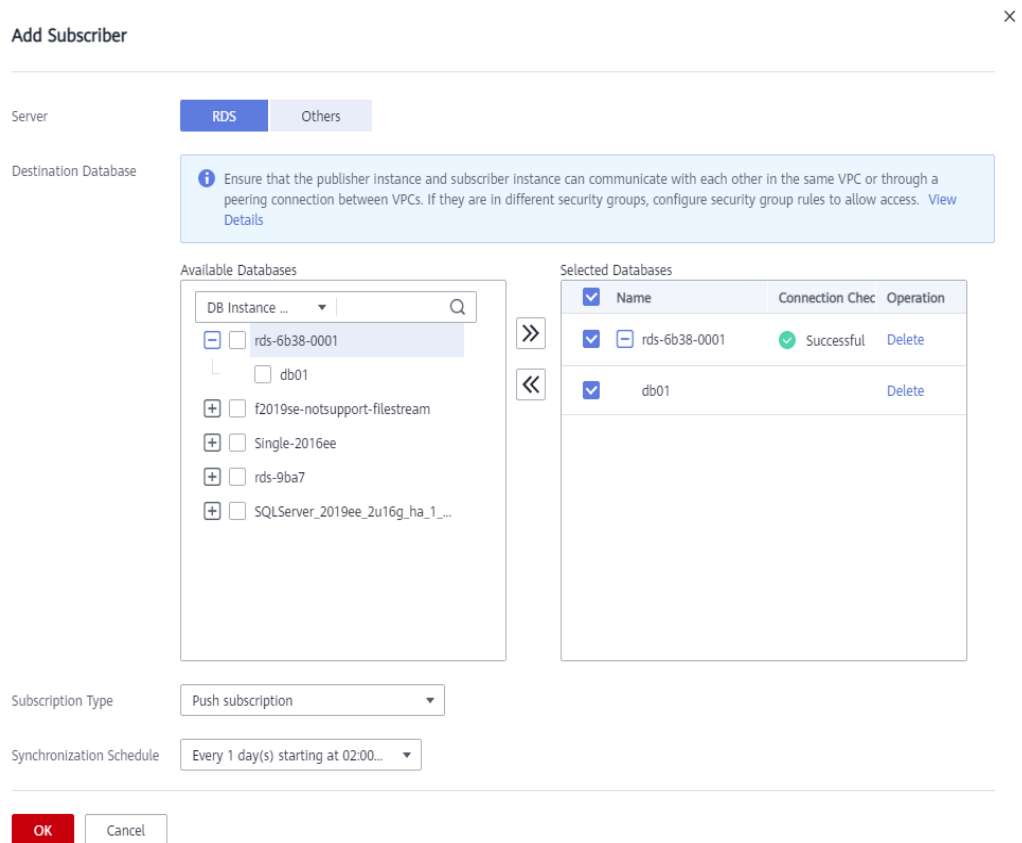 Add Subscriber
Server
RDS
Others
Destination Database
Ensure that the publisher instance and subscriber instance can communicate with each other in the same VPC or through a
peering connection between VPCs. If they are in different security groups, configure security group rules to allow access. View
Details
Available Databases
DB Instance ...
rds-6b38-0001
db01
f2019se-notsupport-filestream
Single-2016ee
rds-9ba7
SQLServer_2019ee_2u16g_ha_1_...
Selected Databases
Name Connection Chec Operation
rds-6b38-0001 Successful Delete
db01 Delete
Subscription Type
Push subscription
Synchronization Schedule
Every 1 day(s) starting at 02:00...
OK
Cancel